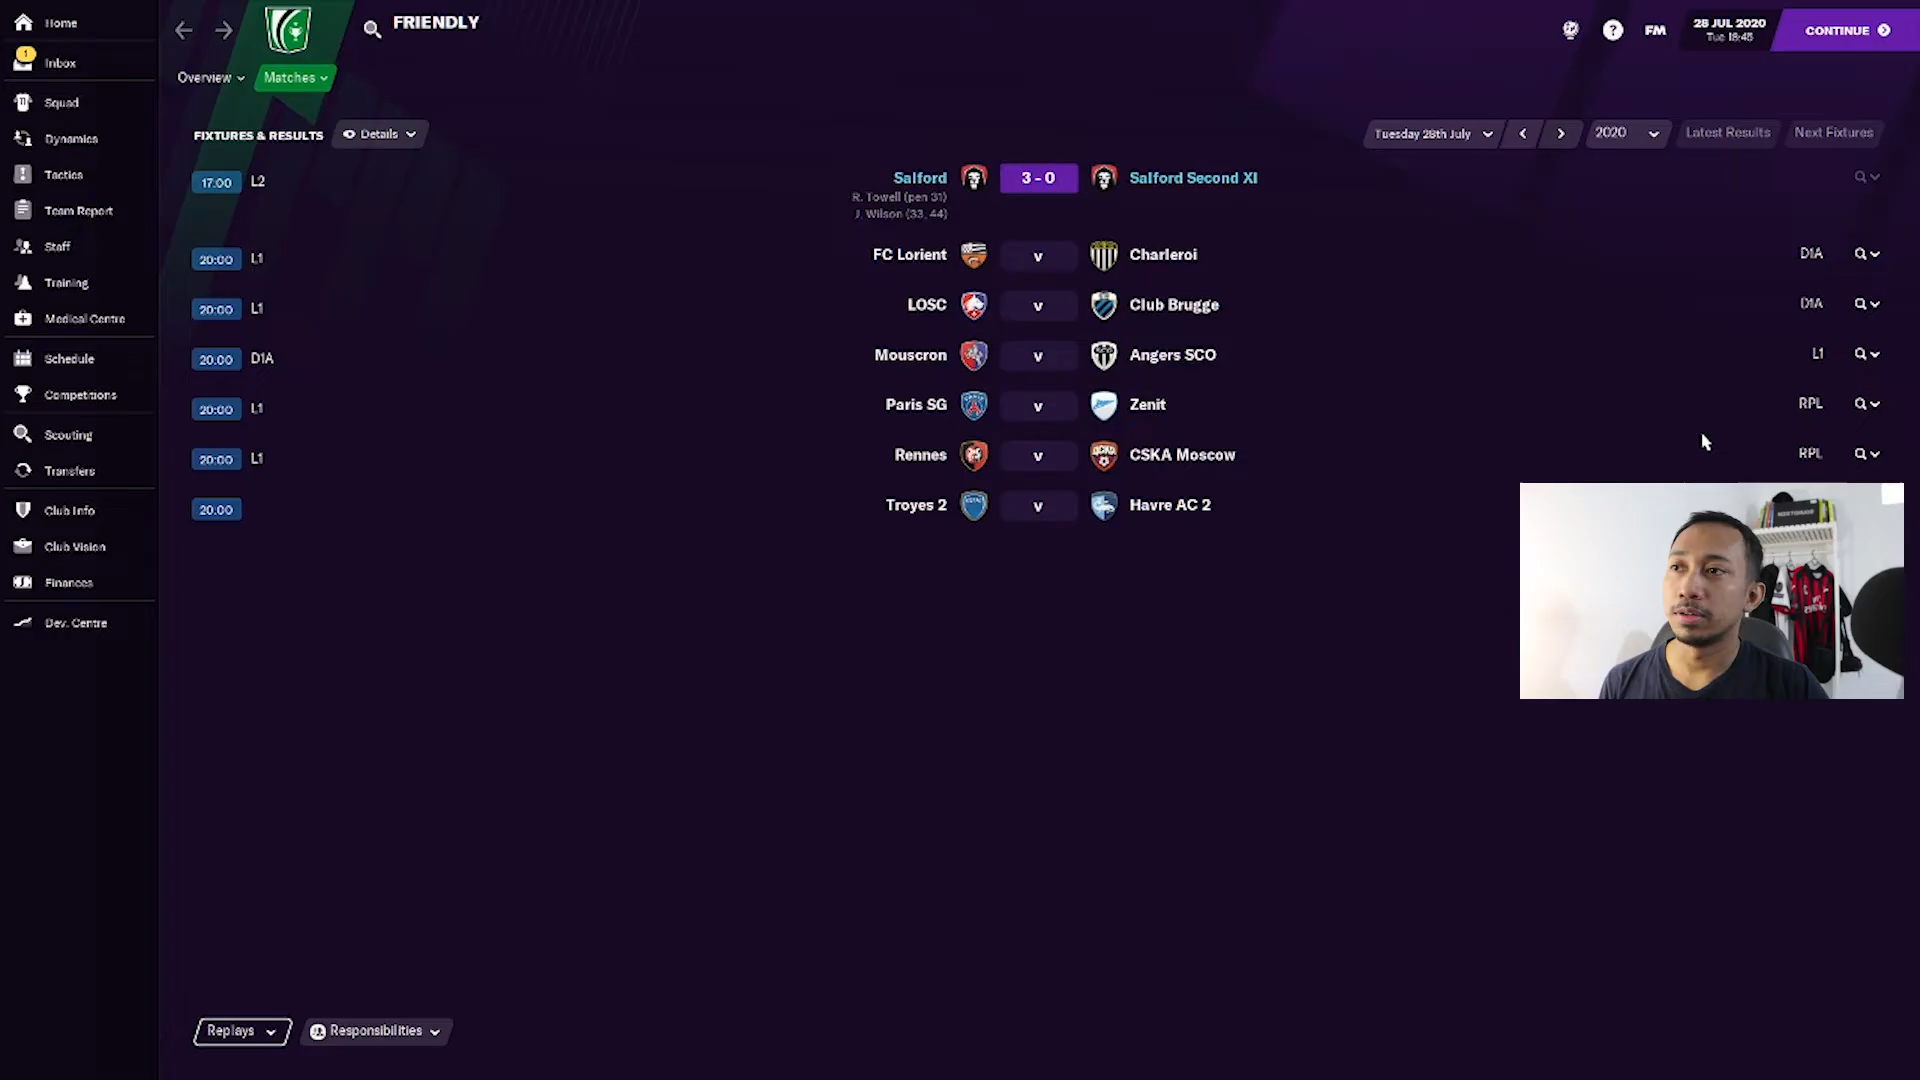 Home
FRIENDLY
28 JUL 2020
Tue 18:45
CONTINUE
FM
1
Inbox
Overview
Matches
Squad
Dynamics
Tactics
Team Report
Staff
Training
Medical Centre
Schedule
Competitions
Scouting
Transfers
Club Info
Club Vision
Finances
Dev. Centre
FIXTURES & RESULTS
Details
Tuesday 28th July
2020
Latest Results
Next Fixtures
17:00 L2 Salford 3 - 0 Salford Second XI
R. Towell (pen 31)
J. Wilson (33, 44)
20:00 L1 FC Lorient v Charleroi D1A
20:00 L1 LOSC v Club Brugge D1A
20:00 D1A Mouscron v Angers SCO L1
20:00 L1 Paris SG v Zenit RPL
20:00 L1 Rennes v CSKA Moscow RPL
20:00 Troyes 2 v Havre AC 2
Replays
Responsibilities